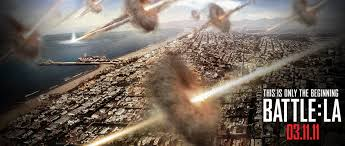 THIS IS ONLY THE BEGINNING
BATTLE:LA
03.11.11